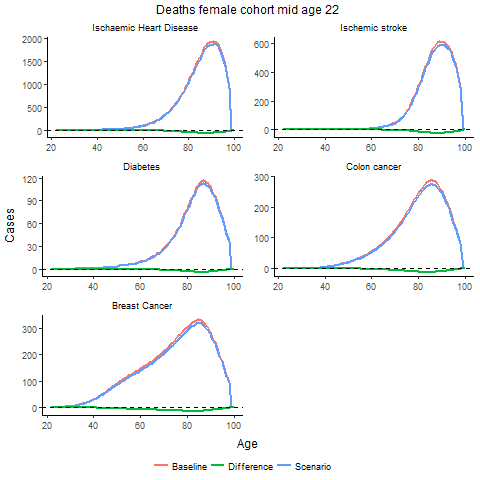 Deaths female cohort mid age 22
Ischaemic Heart Disease
Ischemic stroke
2000
1500
1000
500
0
20 40 60 80 100
600
400
200
0
20 40 60 80 100
Diabetes
Colon cancer
120
90
60
30
0
20 40 60 80 100
300
200
100
0
20 40 60 80 100
Breast Cancer
300
200
100
0
20 40 60 80 100
Cases
Age
Baseline Difference Scenario